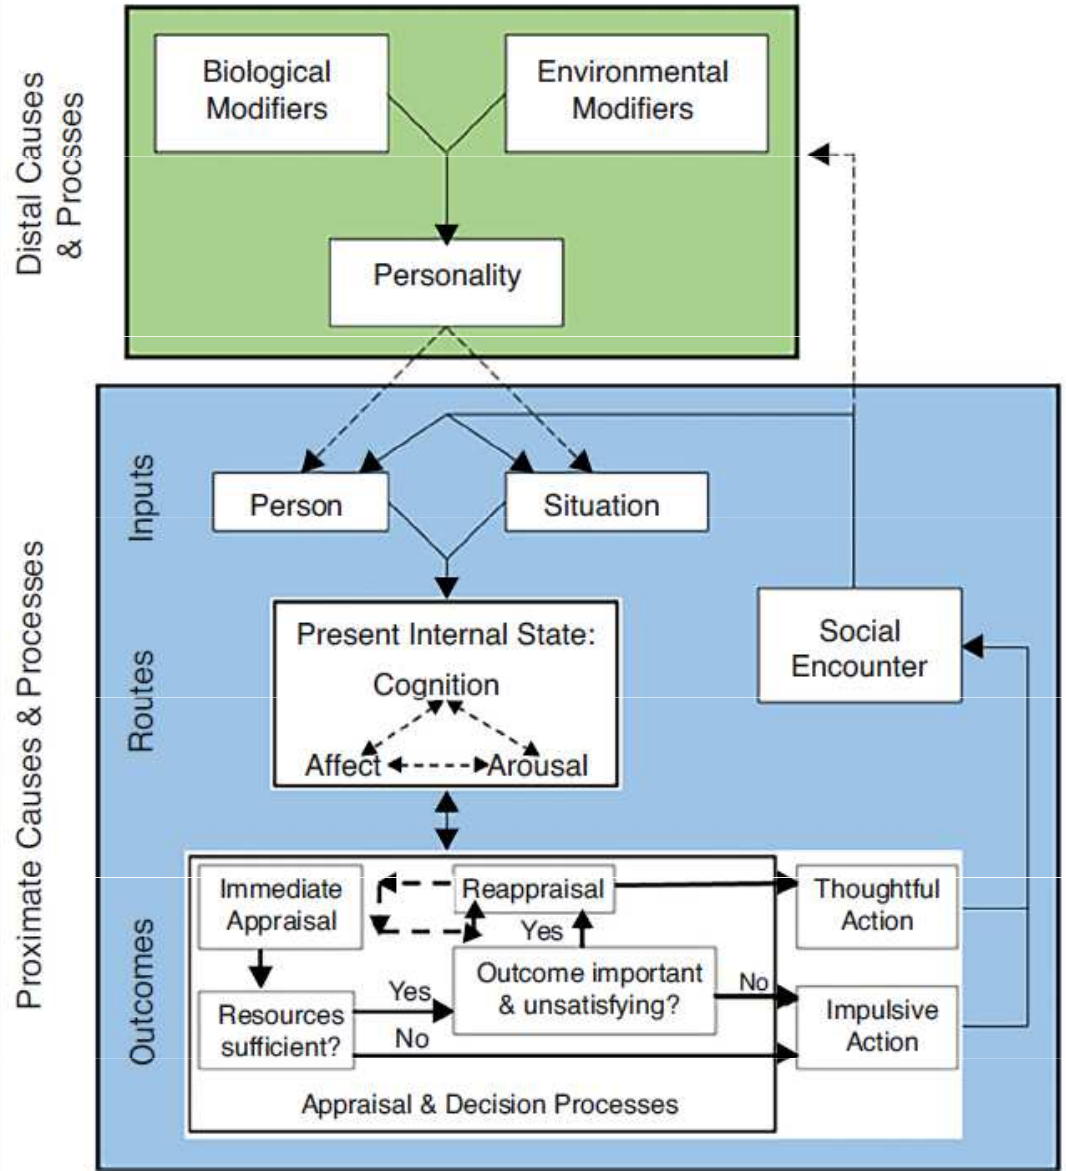 Distal Causes
& Procsses
Biological
Modifiers
Environmental
Modifiers
Personality
Proximate Causes & Processes
Inputs
Person
Situation
Routes
Present Internal State:
Cognition
Affect
Arousal
Social
Encounter
Outcomes
Immediate
Appraisal
Reappraisal
Thoughtful
Action
Yes
Outcome important
& unsatisfying?
No
Resources
sufficient?
Yes
No
Impulsive
Action
Appraisal & Decision Processes